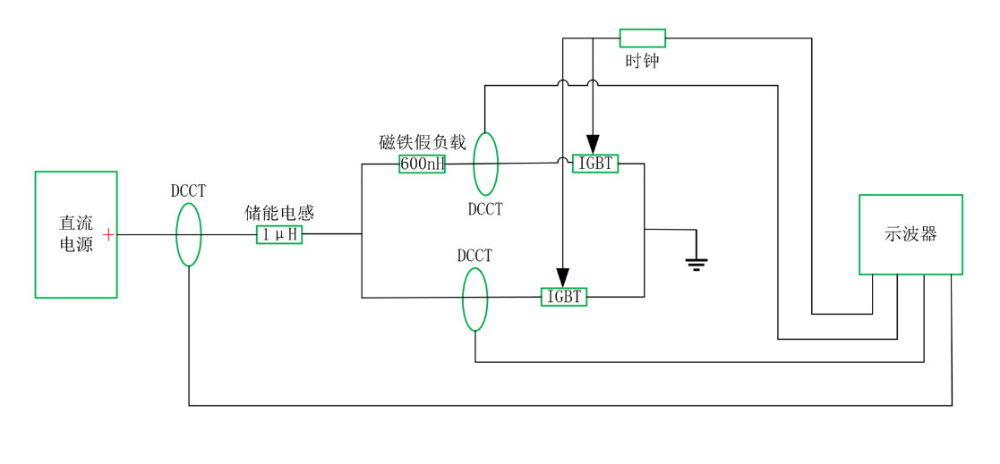 时钟
磁铁假负载
600nH
IGBT
DCCT
DCCT
直流
电源
+
储能电感
1μH
DCCT
IGBT
示波器